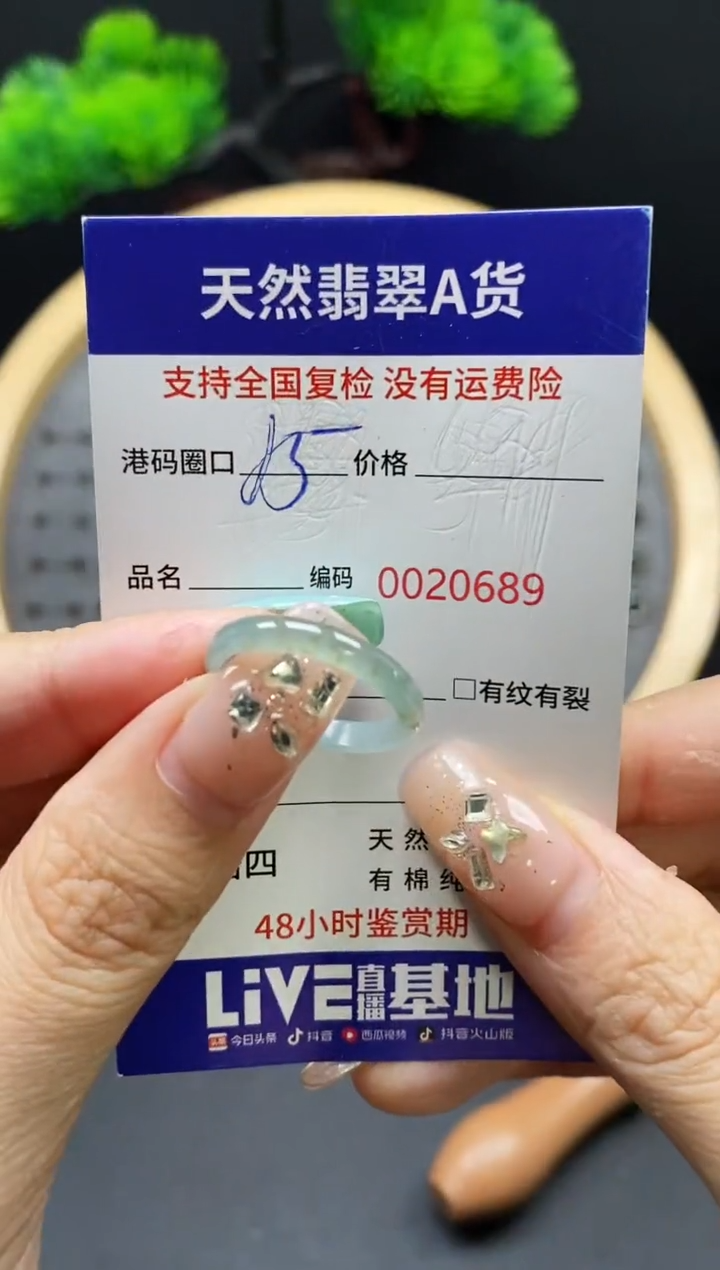 天然翡翠A货
支持全国复检 没有运费险
港码圈口 15 价格
品名 编码 0020689
□有纹有裂
四 天然
有棉纯
48小时鉴赏期
LiVE直播基地
头条 今日头条 抖音 西瓜视频 抖音火山版